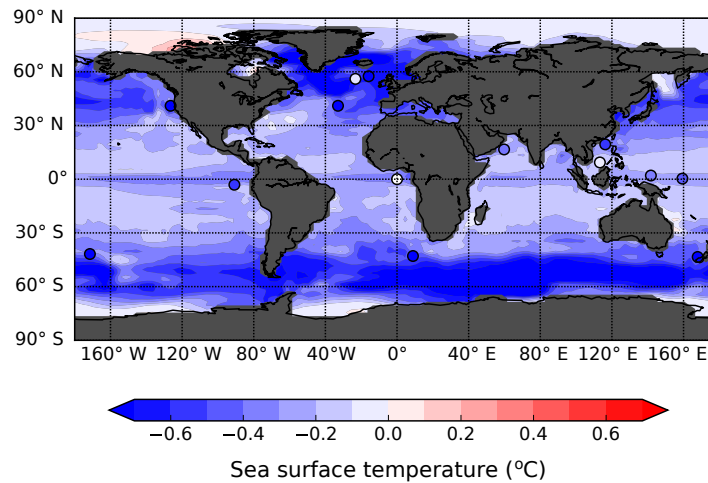 90° N
60° N
30° N
0°
30° S
60° S
90° S
160° W 120° W 80° W 40°W 0° 40° E 80° E 120° E 160° E
−0.6 −0.4 −0.2 0.0 0.2 0.4 0.6
Sea surface temperature (⁰C)